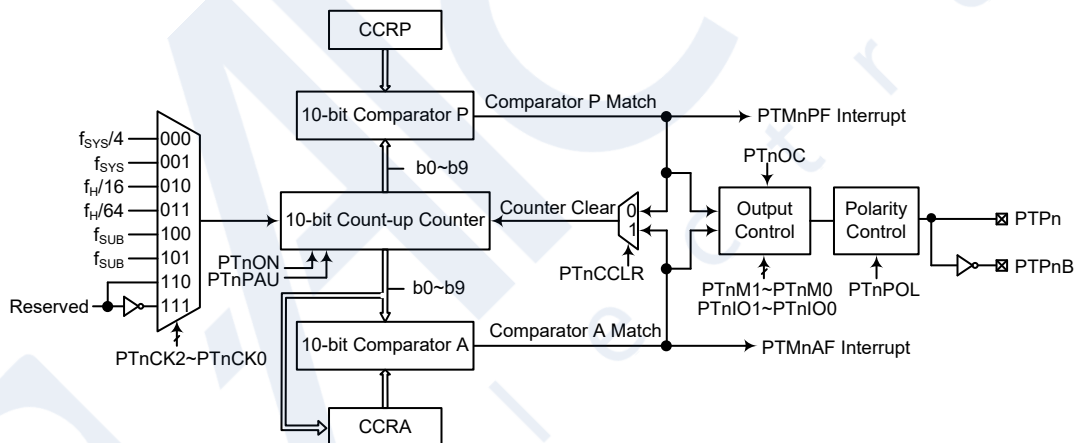 CCRP
10-bit Comparator P
Comparator P Match
PTMnPF Interrupt
b0~b9
fSYS/4
000
fSYS
001
fH/16
010
fH/64
011
fSUB
100
fSUB
101
110
Reserved
111
PTnCK2~PTnCK0
10-bit Count-up Counter
PTnON
PTnPAU
Counter Clear
0
1
PTnCCLR
PTnOC
Output
Control
PTnM1~PTnM0
PTnIO1~PTnIO0
Polarity
Control
PTnPOL
PTPn
PTPnB
b0~b9
10-bit Comparator A
Comparator A Match
PTMnAF Interrupt
CCRA